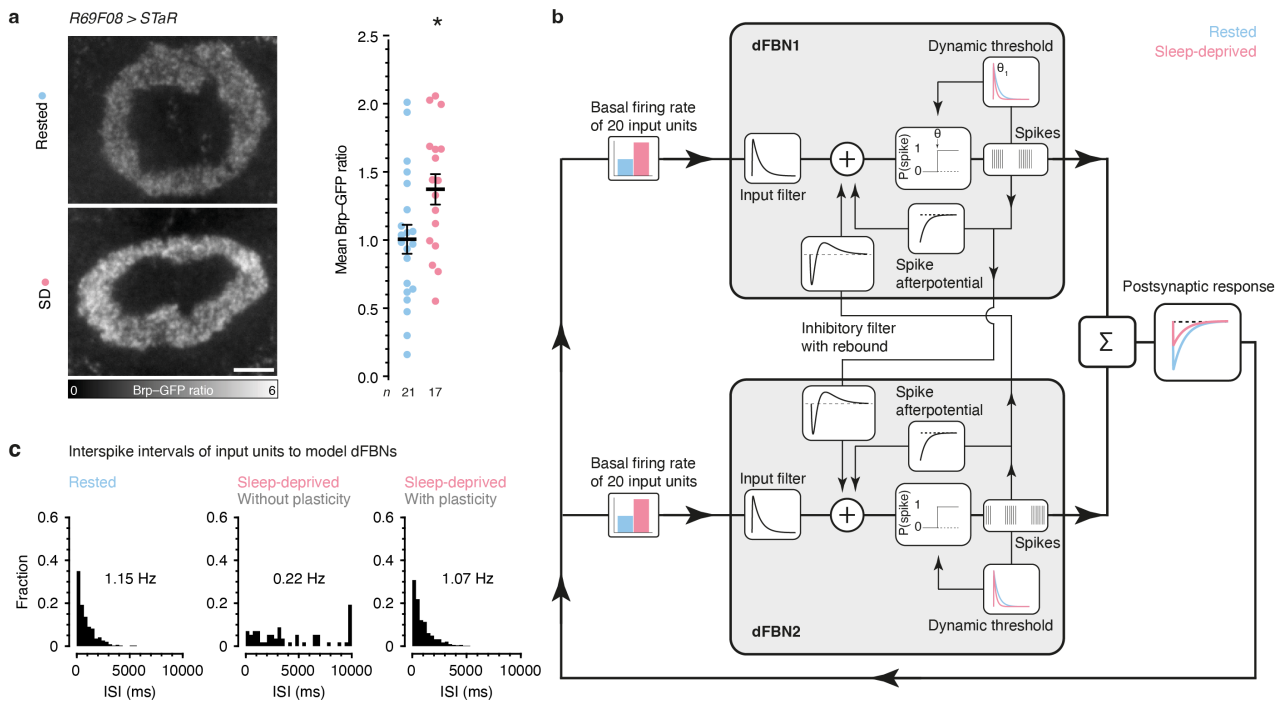 a
R69F08 > STaR
Rested
SD
0 Brp–GFP ratio 6
*
Mean Brp–GFP ratio
2.5
2.0
1.5
1.0
0.5
0.0
n 21 17
b
Rested
Sleep-deprived
dFBN1
Dynamic threshold
θ1
Basal firing rate
of 20 input units
Input filter
+
P(spike)
1
0
θ
Spikes
Spike
afterpotential
Inhibitory filter
with rebound
Postsynaptic response
Σ
Spike
afterpotential
Basal firing rate
of 20 input units
Input filter
+
P(spike)
1
0
Spikes
Dynamic threshold
dFBN2
c
Interspike intervals of input units to model dFBNs
Rested
Fraction
0.6
0.4
0.2
0
1.15 Hz
0 5000 10000
ISI (ms)
Sleep-deprived
Without plasticity
0.6
0.4
0.2
0
0.22 Hz
0 5000 10000
ISI (ms)
Sleep-deprived
With plasticity
0.6
0.4
0.2
0
1.07 Hz
0 5000 10000
ISI (ms)